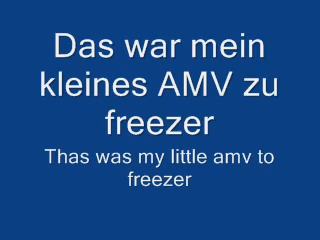 Das war mein
kleines AMV zu
freezer
Thas was my little amv to
freezer